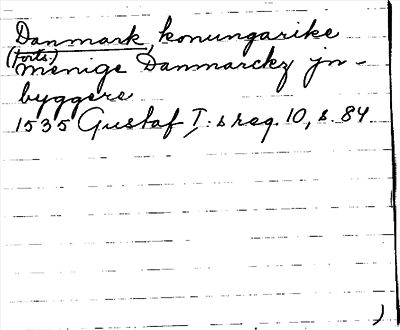 Danmark, konungarike
(forts.)
menige Danmarckz jn-
byggere
1535 Gustaf I:s reg. 10, s. 84
)